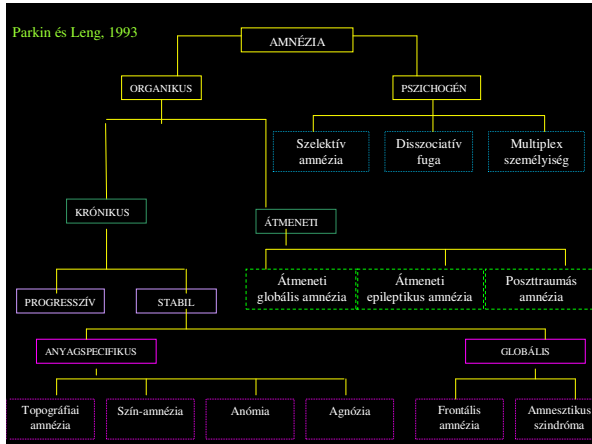 Parkin és Leng, 1993
AMNÉZIA
ORGANIKUS
PSZICHOGÉN
Szelektív
amnézia
Disszociatív
fuga
Multiplex
személyiség
KRÓNIKUS
ÁTMENETI
Átmeneti
globális amnézia
Átmeneti
epileptikus amnézia
Poszttraumás
amnézia
PROGRESSZÍV
STABIL
ANYAGSPECIFIKUS
GLOBÁLIS
Topográfiai
amnézia
Szín-amnézia
Anómia
Agnózia
Frontális
amnézia
Amnesztikus
szindróma